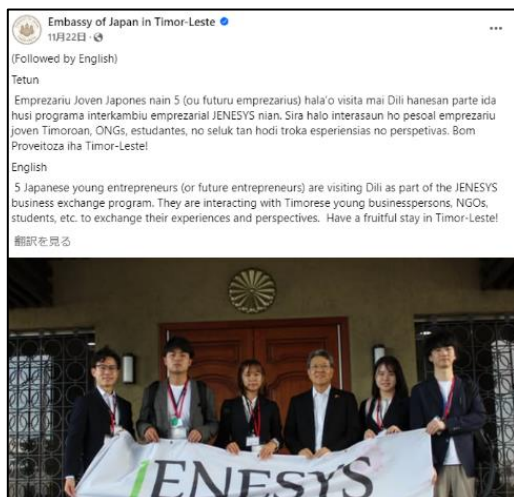 Embassy of Japan in Timor-Leste
11月22日
(Followed by English)
Tetun
Emprezariu Joven Japones nain 5 (ou futuru emprezarius) hala'o visita mai Dili hanesan parte ida
husi programa interkambiu emprezarial JENESYS nian. Sira halo interasaun ho pesoal emprezariu
joven Timoroan, ONGs, estudantes, no seluk tan hodi troka esperiensias no perspetivas. Bom
Proveitoza iha Timor-Leste!
English
5 Japanese young entrepreneurs (or future entrepreneurs) are visiting Dili as part of the JENESYS
business exchange program. They are interacting with Timorese young businesspersons, NGOs,
students, etc. to exchange their experiences and perspectives. Have a fruitful stay in Timor-Leste!
翻訳を見る
JENESYS